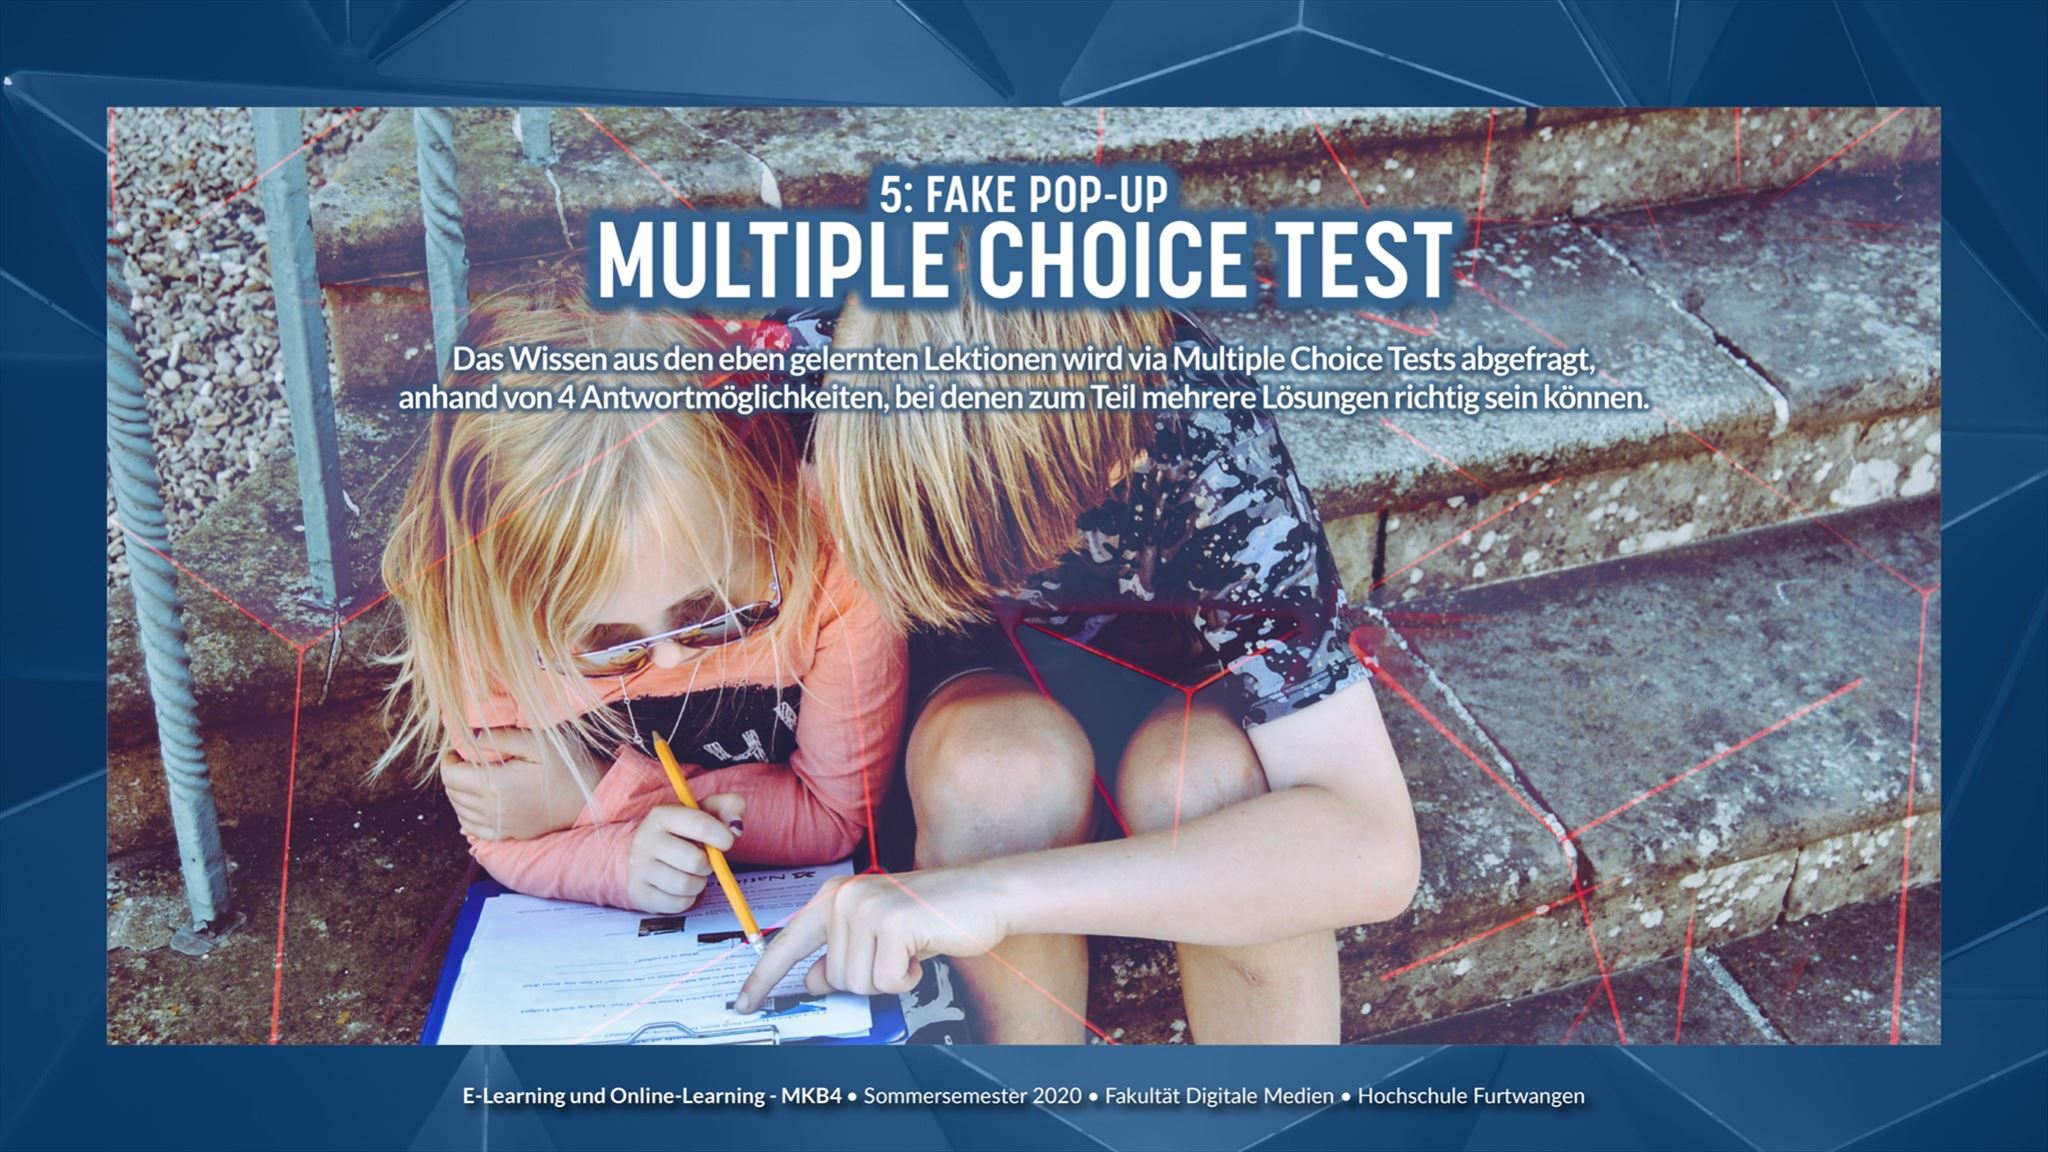 5: FAKE POP-UP
MULTIPLE CHOICE TEST
Das Wissen aus den eben gelernten Lektionen wird via Multiple Choice Tests abgefragt,
anhand von 4 Antwortmöglichkeiten, bei denen zum Teil mehrere Lösungen richtig sein können.
E-Learning und Online-Learning - MKB4 • Sommersemester 2020 • Fakultät Digitale Medien • Hochschule Furtwangen